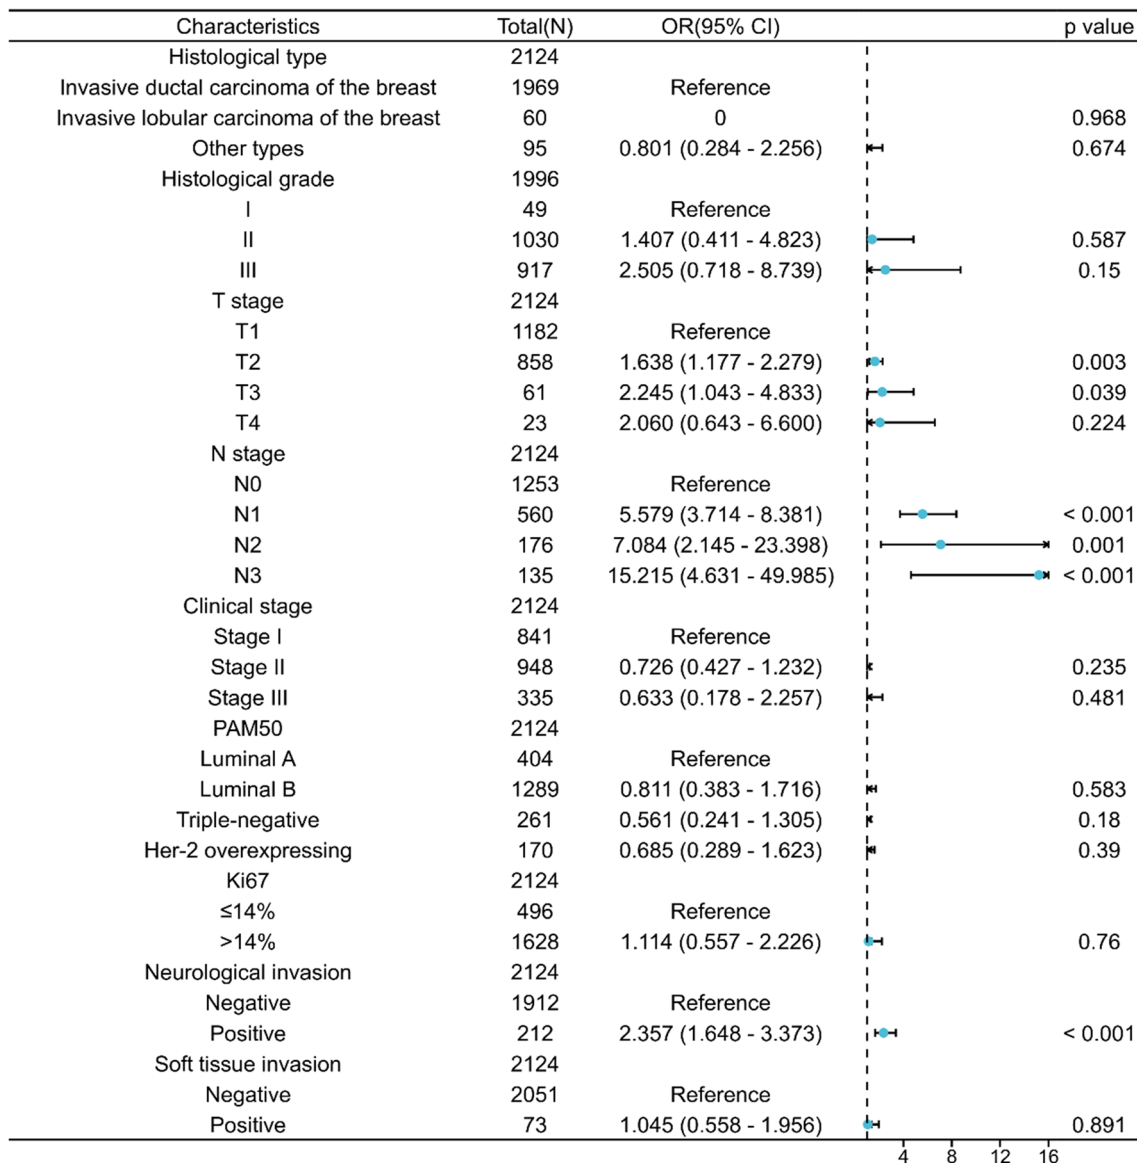 Characteristics Total(N) OR(95% CI) p value
Histological type 2124
Invasive ductal carcinoma of the breast 1969 Reference
Invasive lobular carcinoma of the breast 60 0 0.968
Other types 95 0.801 (0.284 - 2.256) 0.674
Histological grade 1996
I 49 Reference
II 1030 1.407 (0.411 - 4.823) 0.587
III 917 2.505 (0.718 - 8.739) 0.15
T stage 2124
T1 1182 Reference
T2 858 1.638 (1.177 - 2.279) 0.003
T3 61 2.245 (1.043 - 4.833) 0.039
T4 23 2.060 (0.643 - 6.600) 0.224
N stage 2124
N0 1253 Reference
N1 560 5.579 (3.714 - 8.381) < 0.001
N2 176 7.084 (2.145 - 23.398) 0.001
N3 135 15.215 (4.631 - 49.985) < 0.001
Clinical stage 2124
Stage I 841 Reference
Stage II 948 0.726 (0.427 - 1.232) 0.235
Stage III 335 0.633 (0.178 - 2.257) 0.481
PAM50 2124
Luminal A 404 Reference
Luminal B 1289 0.811 (0.383 - 1.716) 0.583
Triple-negative 261 0.561 (0.241 - 1.305) 0.18
Her-2 overexpressing 170 0.685 (0.289 - 1.623) 0.39
Ki67 2124
≤14% 496 Reference
>14% 1628 1.114 (0.557 - 2.226) 0.76
Neurological invasion 2124
Negative 1912 Reference
Positive 212 2.357 (1.648 - 3.373) < 0.001
Soft tissue invasion 2124
Negative 2051 Reference
Positive 73 1.045 (0.558 - 1.956) 0.891
4 8 12 16